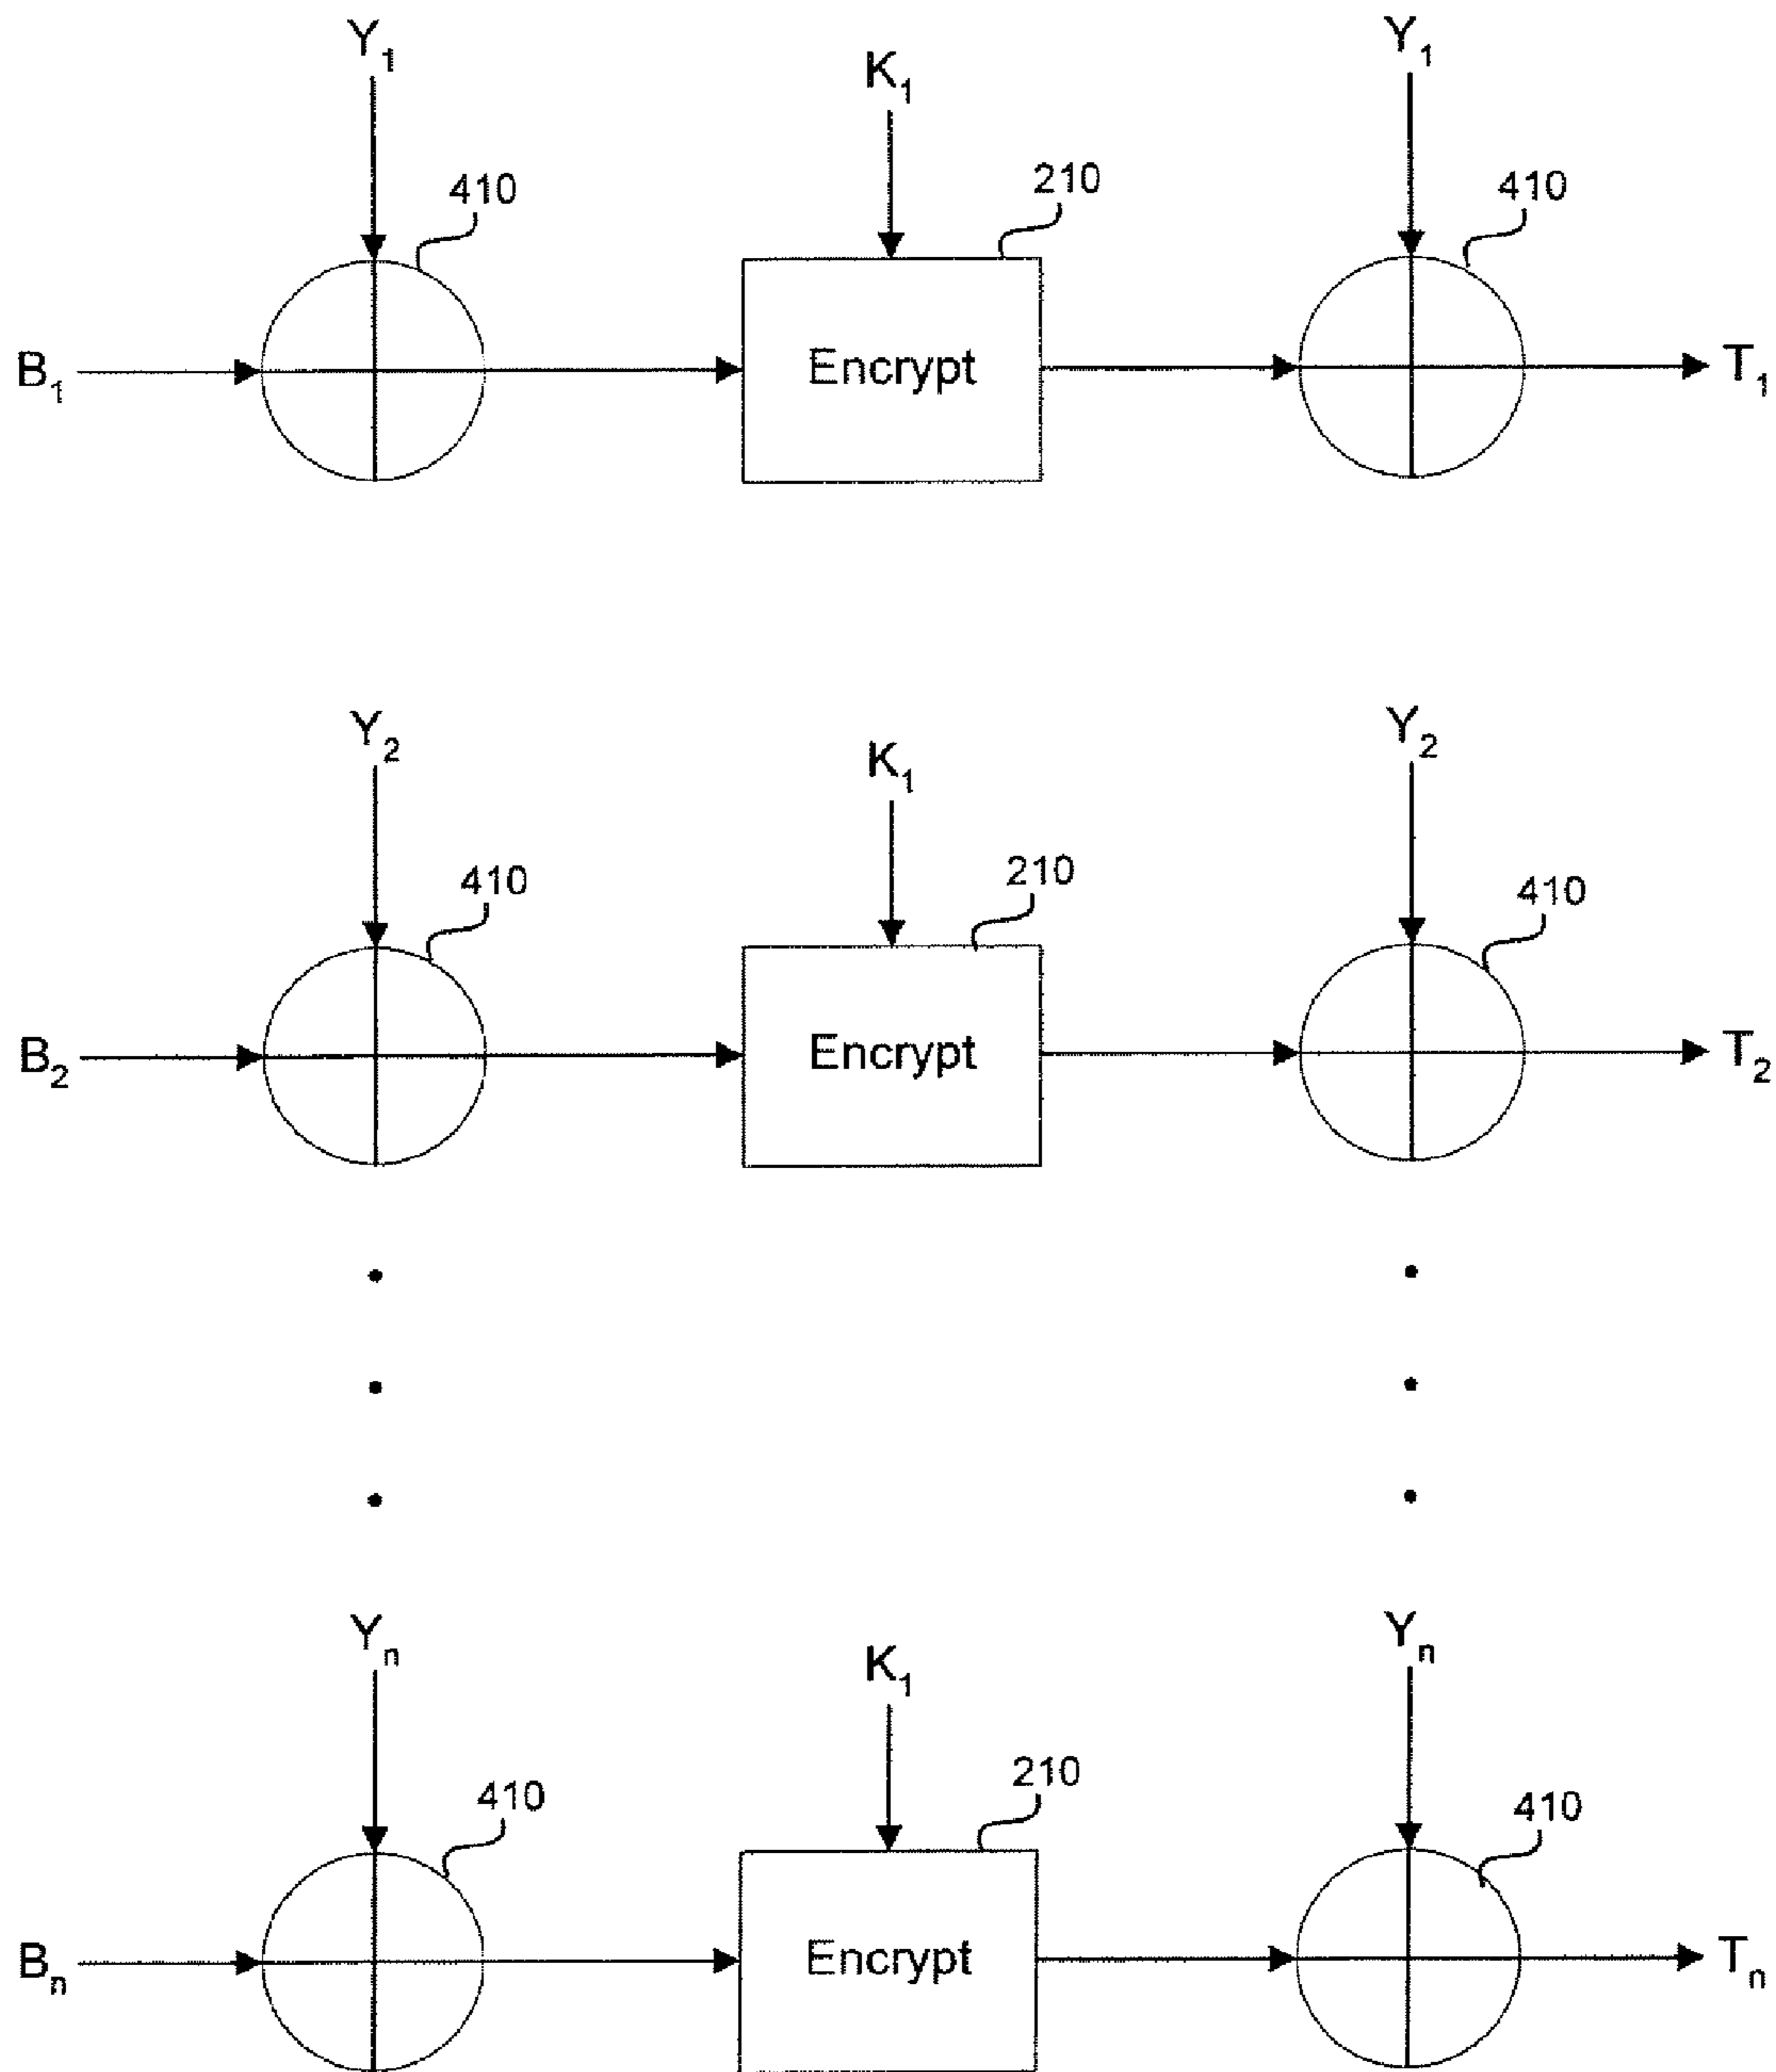 Y₁ K₁ Y₁
410 210 410
B₁ Encrypt T₁
Y₂ K₁ Y₂
410 210 410
B₂ Encrypt T₂
Yₙ K₁ Yₙ
410 210 410
Bₙ Encrypt Tₙ